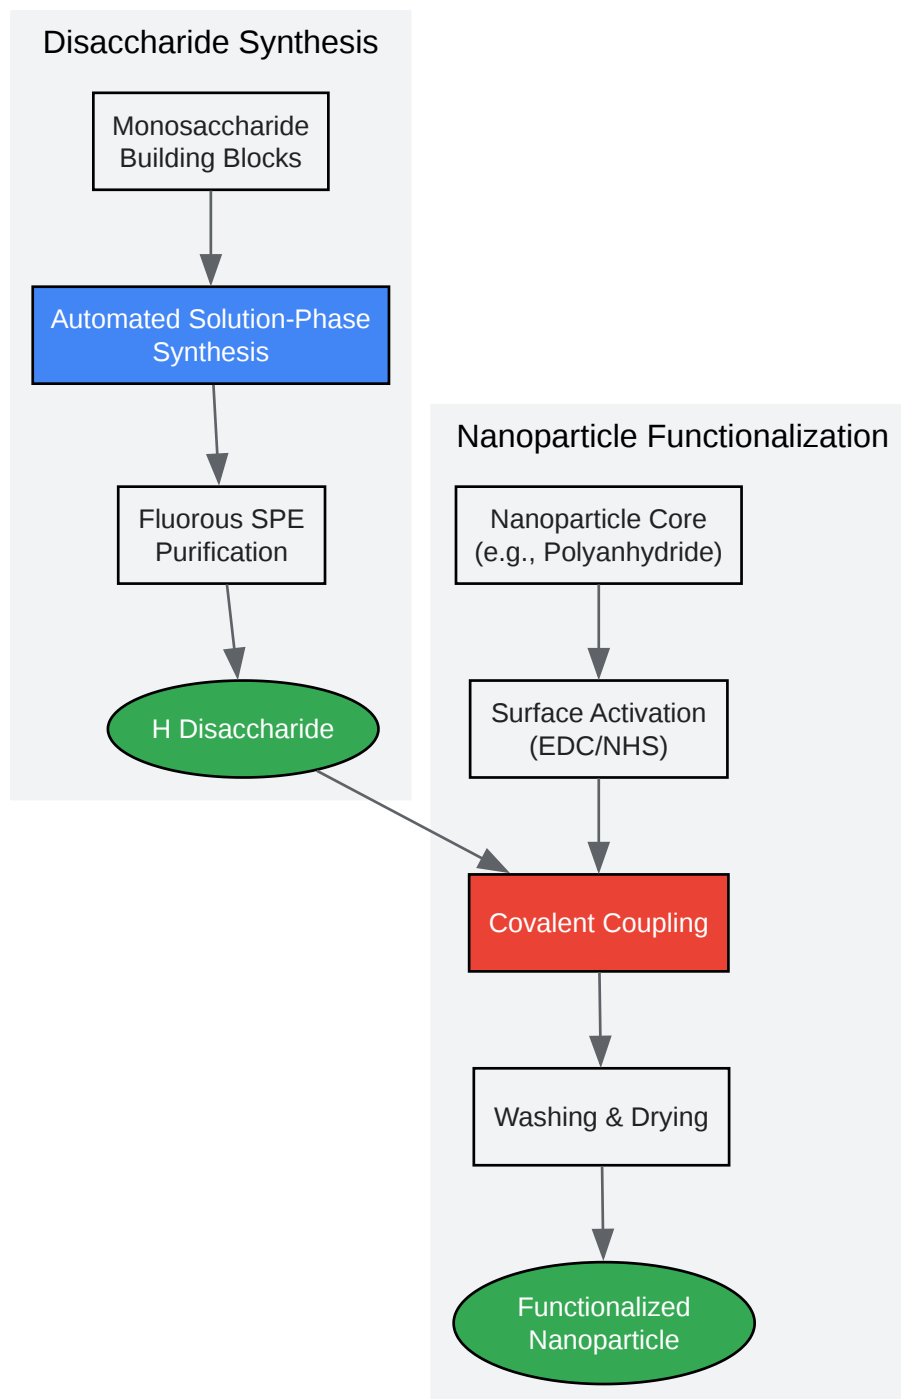 Disaccharide Synthesis
Monosaccharide
Building Blocks
Automated Solution-Phase
Synthesis
Fluorous SPE
Purification
H Disaccharide
Nanoparticle Functionalization
Nanoparticle Core
(e.g., Polyanhydride)
Surface Activation
(EDC/NHS)
Covalent Coupling
Washing & Drying
Functionalized
Nanoparticle